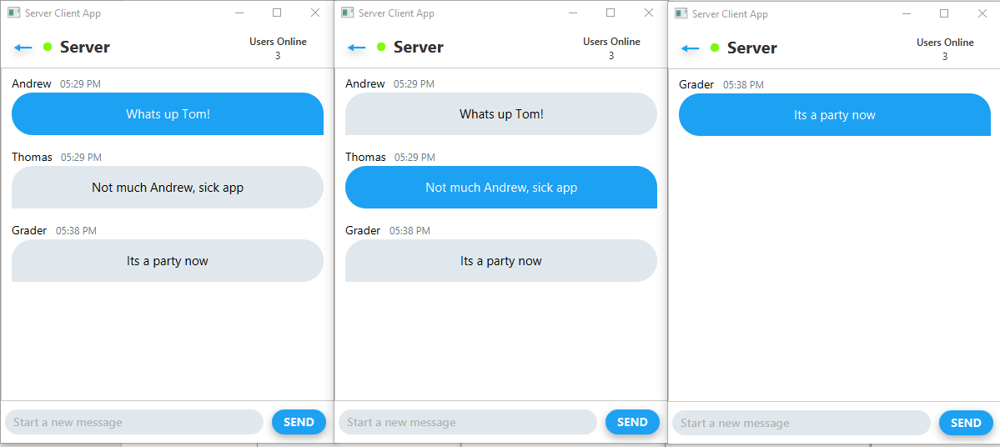 Server Client App
Server
Users Online
3
Andrew 05:29 PM
Whats up Tom!
Thomas 05:29 PM
Not much Andrew, sick app
Grader 05:38 PM
Its a party now
Start a new message
SEND
Server Client App
Server
Users Online
3
Andrew 05:29 PM
Whats up Tom!
Thomas 05:29 PM
Not much Andrew, sick app
Grader 05:38 PM
Its a party now
Start a new message
SEND
Server Client App
Server
Users Online
3
Grader 05:38 PM
Its a party now
Start a new message
SEND